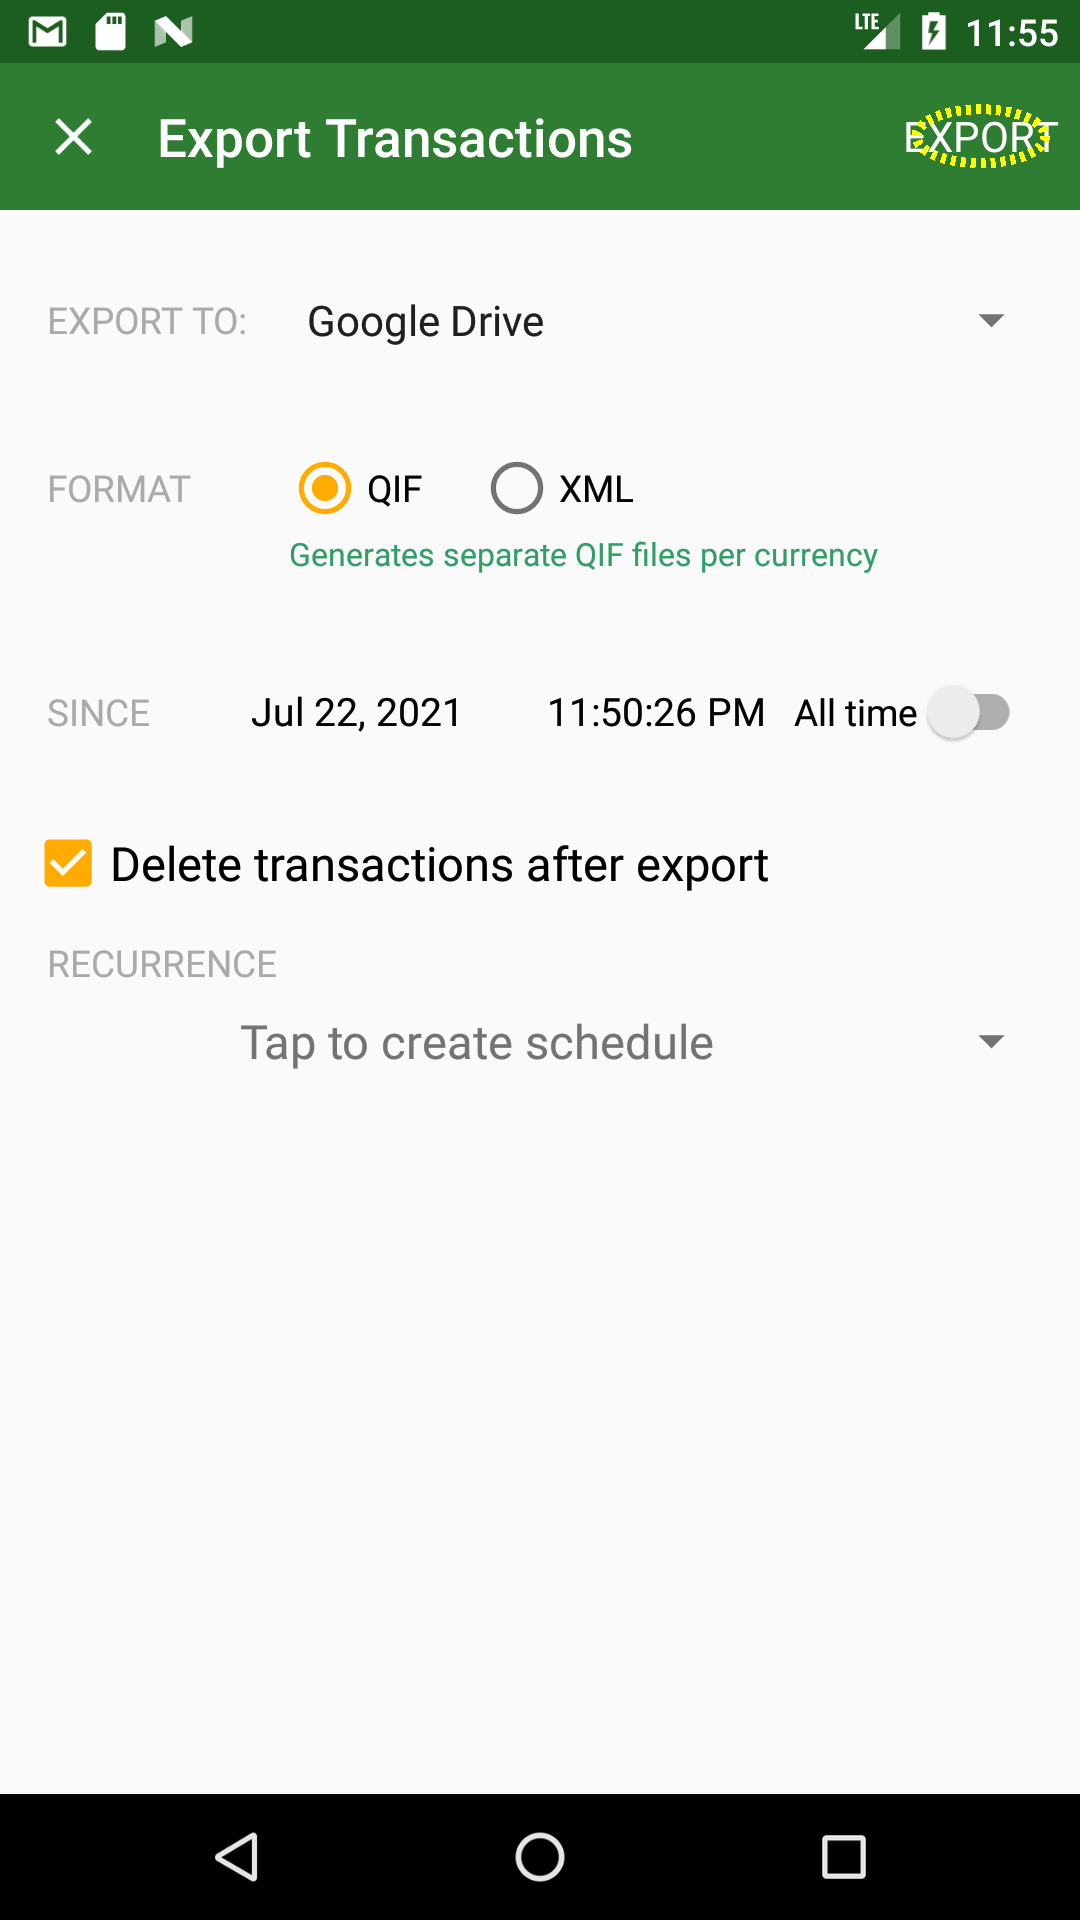 LTE 11:55
Export Transactions EXPORT
EXPORT TO: Google Drive
FORMAT QIF XML
Generates separate QIF files per currency
SINCE Jul 22, 2021 11:50:26 PM All time
Delete transactions after export
RECURRENCE
Tap to create schedule